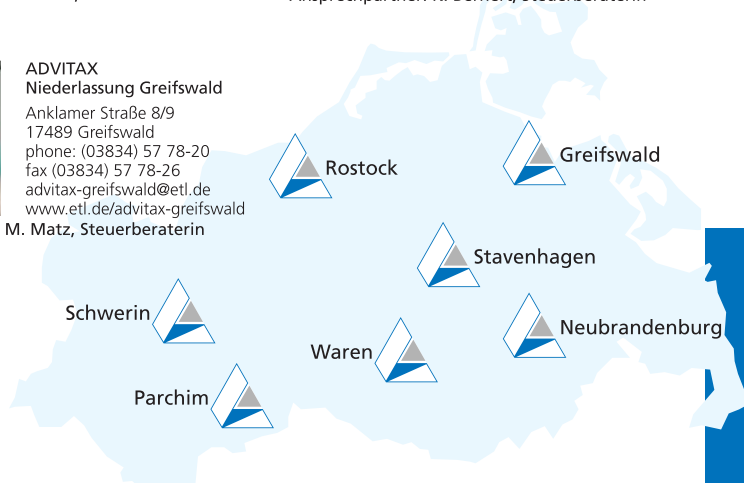 ADVITAX
Niederlassung Greifswald
Anklamer Straße 8/9
17489 Greifswald
phone: (03834) 57 78-20
fax (03834) 57 78-26
advitax-greifswald@etl.de
www.etl.de/advitax-greifswald
M. Matz, Steuerberaterin
Greifswald
Rostock
Stavenhagen
Schwerin
Neubrandenburg
Waren
Parchim